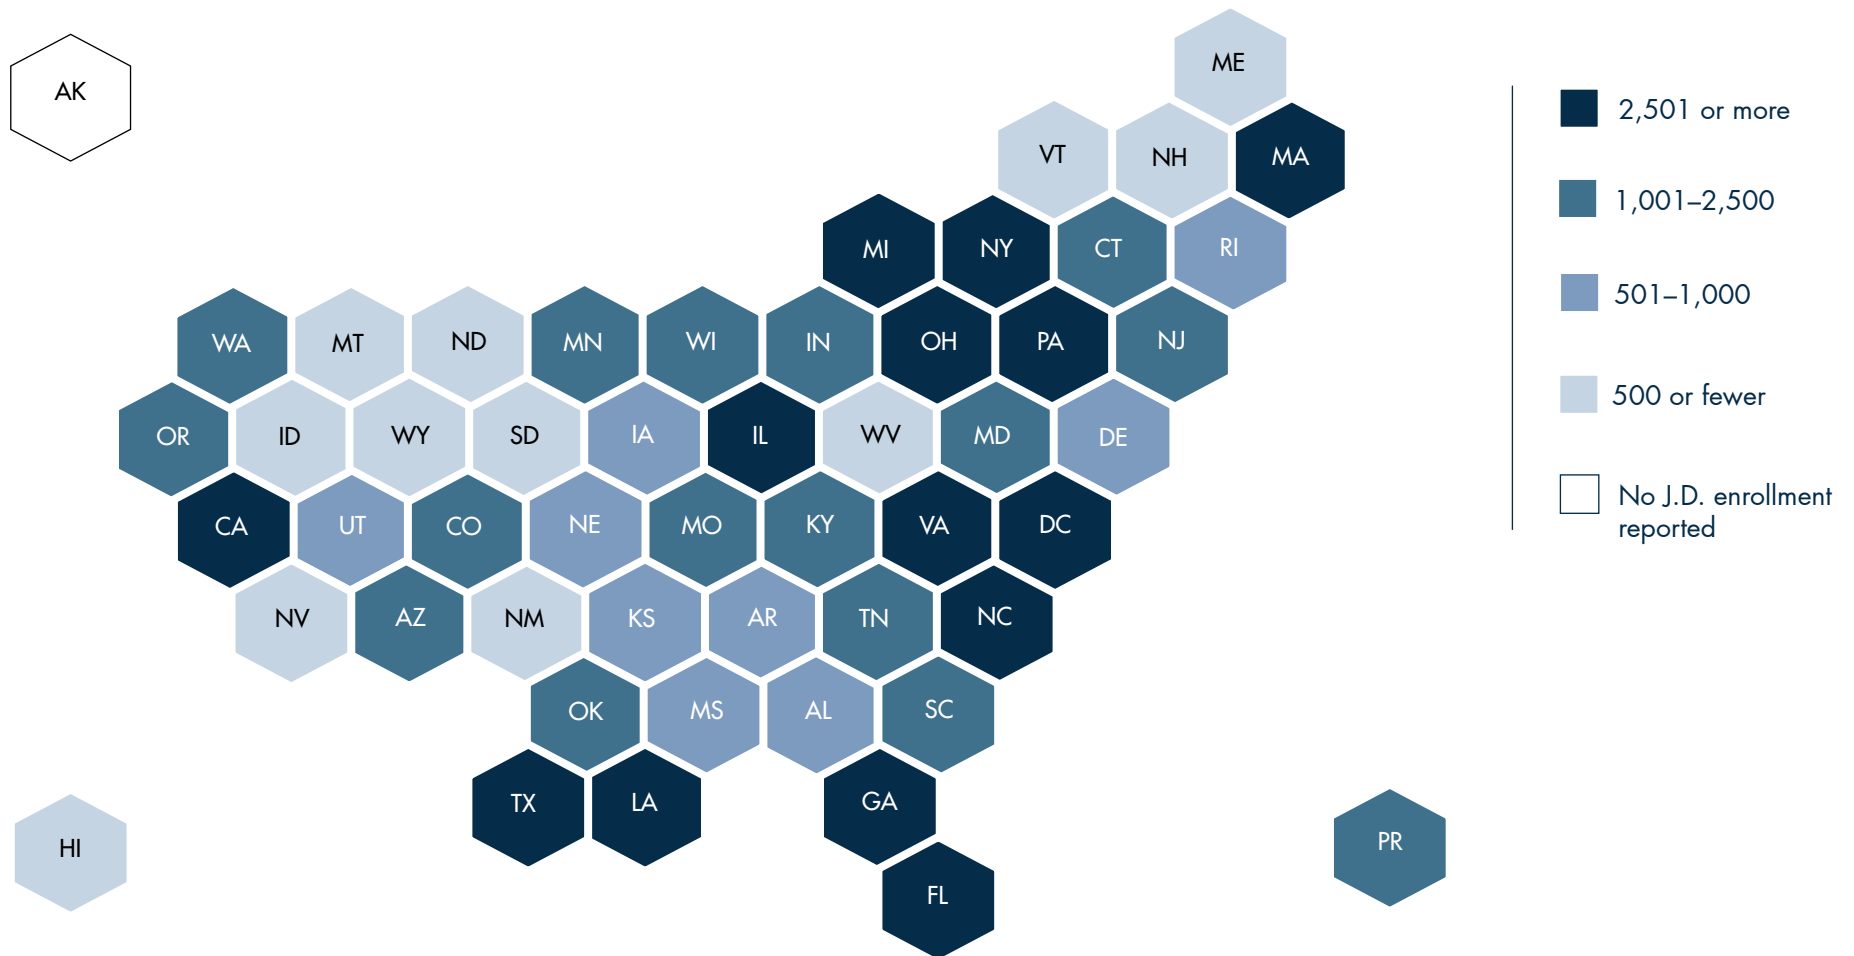 ME
AK
VT NH MA
MI NY CT RI
WA MT ND MN WI IN OH PA NJ
OR ID WY SD IA IL WV MD DE
CA UT CO NE MO KY VA DC
NV AZ NM KS AR TN NC
OK MS AL SC
TX LA GA
HI PR
FL
2,501 or more
1,001–2,500
501–1,000
500 or fewer
No J.D. enrollment
reported